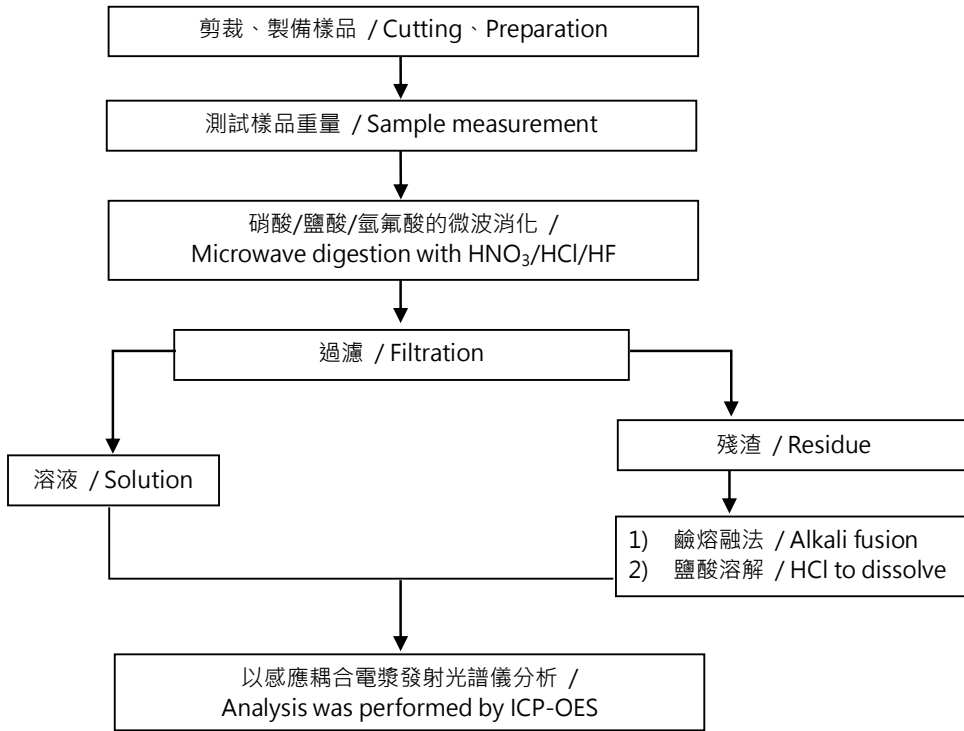 剪裁、製備樣品 / Cutting、Preparation
測試樣品重量 / Sample measurement
硝酸/鹽酸/氫氟酸的微波消化 /
Microwave digestion with HNO₃/HCl/HF
過濾 / Filtration
溶液 / Solution
殘渣 / Residue
1) 鹼熔融法 / Alkali fusion
2) 鹽酸溶解 / HCl to dissolve
以感應耦合電漿發射光譜儀分析 /
Analysis was performed by ICP-OES